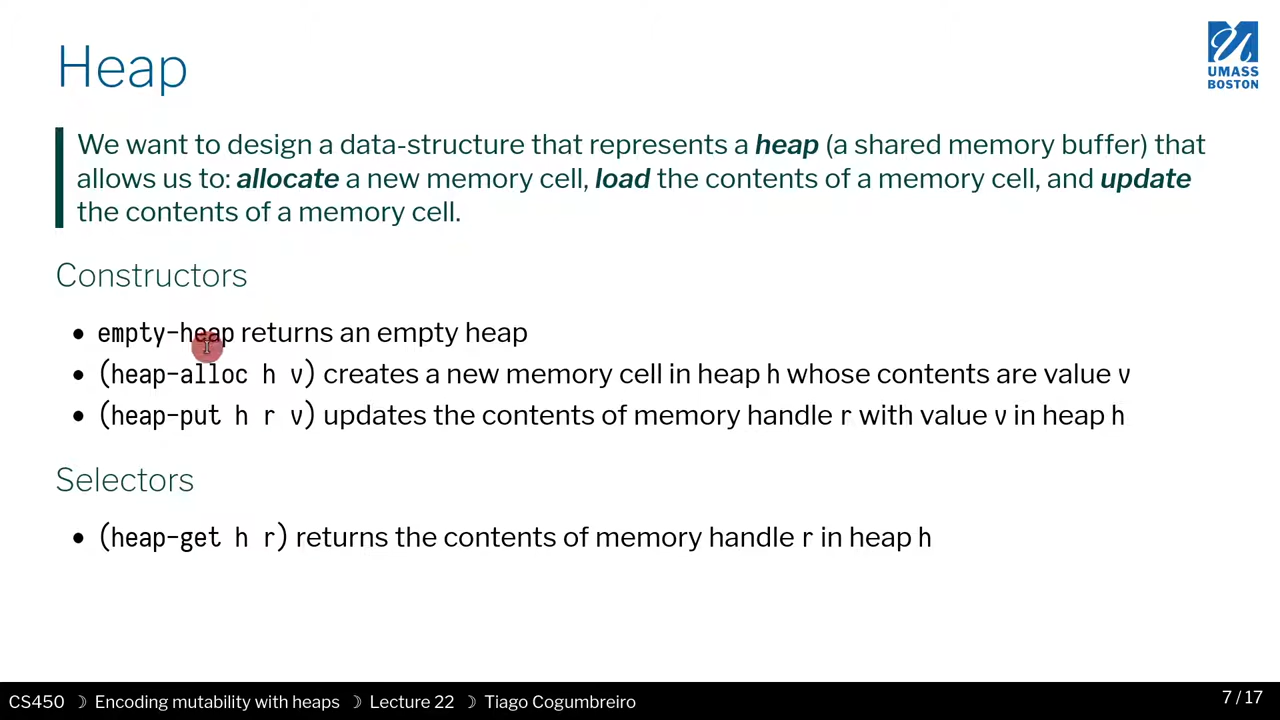 Heap
UMASS
BOSTON
We want to design a data-structure that represents a heap (a shared memory buffer) that
allows us to: allocate a new memory cell, load the contents of a memory cell, and update
the contents of a memory cell.
Constructors
• empty-heap returns an empty heap
• (heap-alloc h v) creates a new memory cell in heap h whose contents are value v
• (heap-put h r v) updates the contents of memory handle r with value v in heap h
Selectors
• (heap-get h r) returns the contents of memory handle r in heap h
CS450 ☽ Encoding mutability with heaps ☽ Lecture 22 ☽ Tiago Cogumbreiro
7 / 17